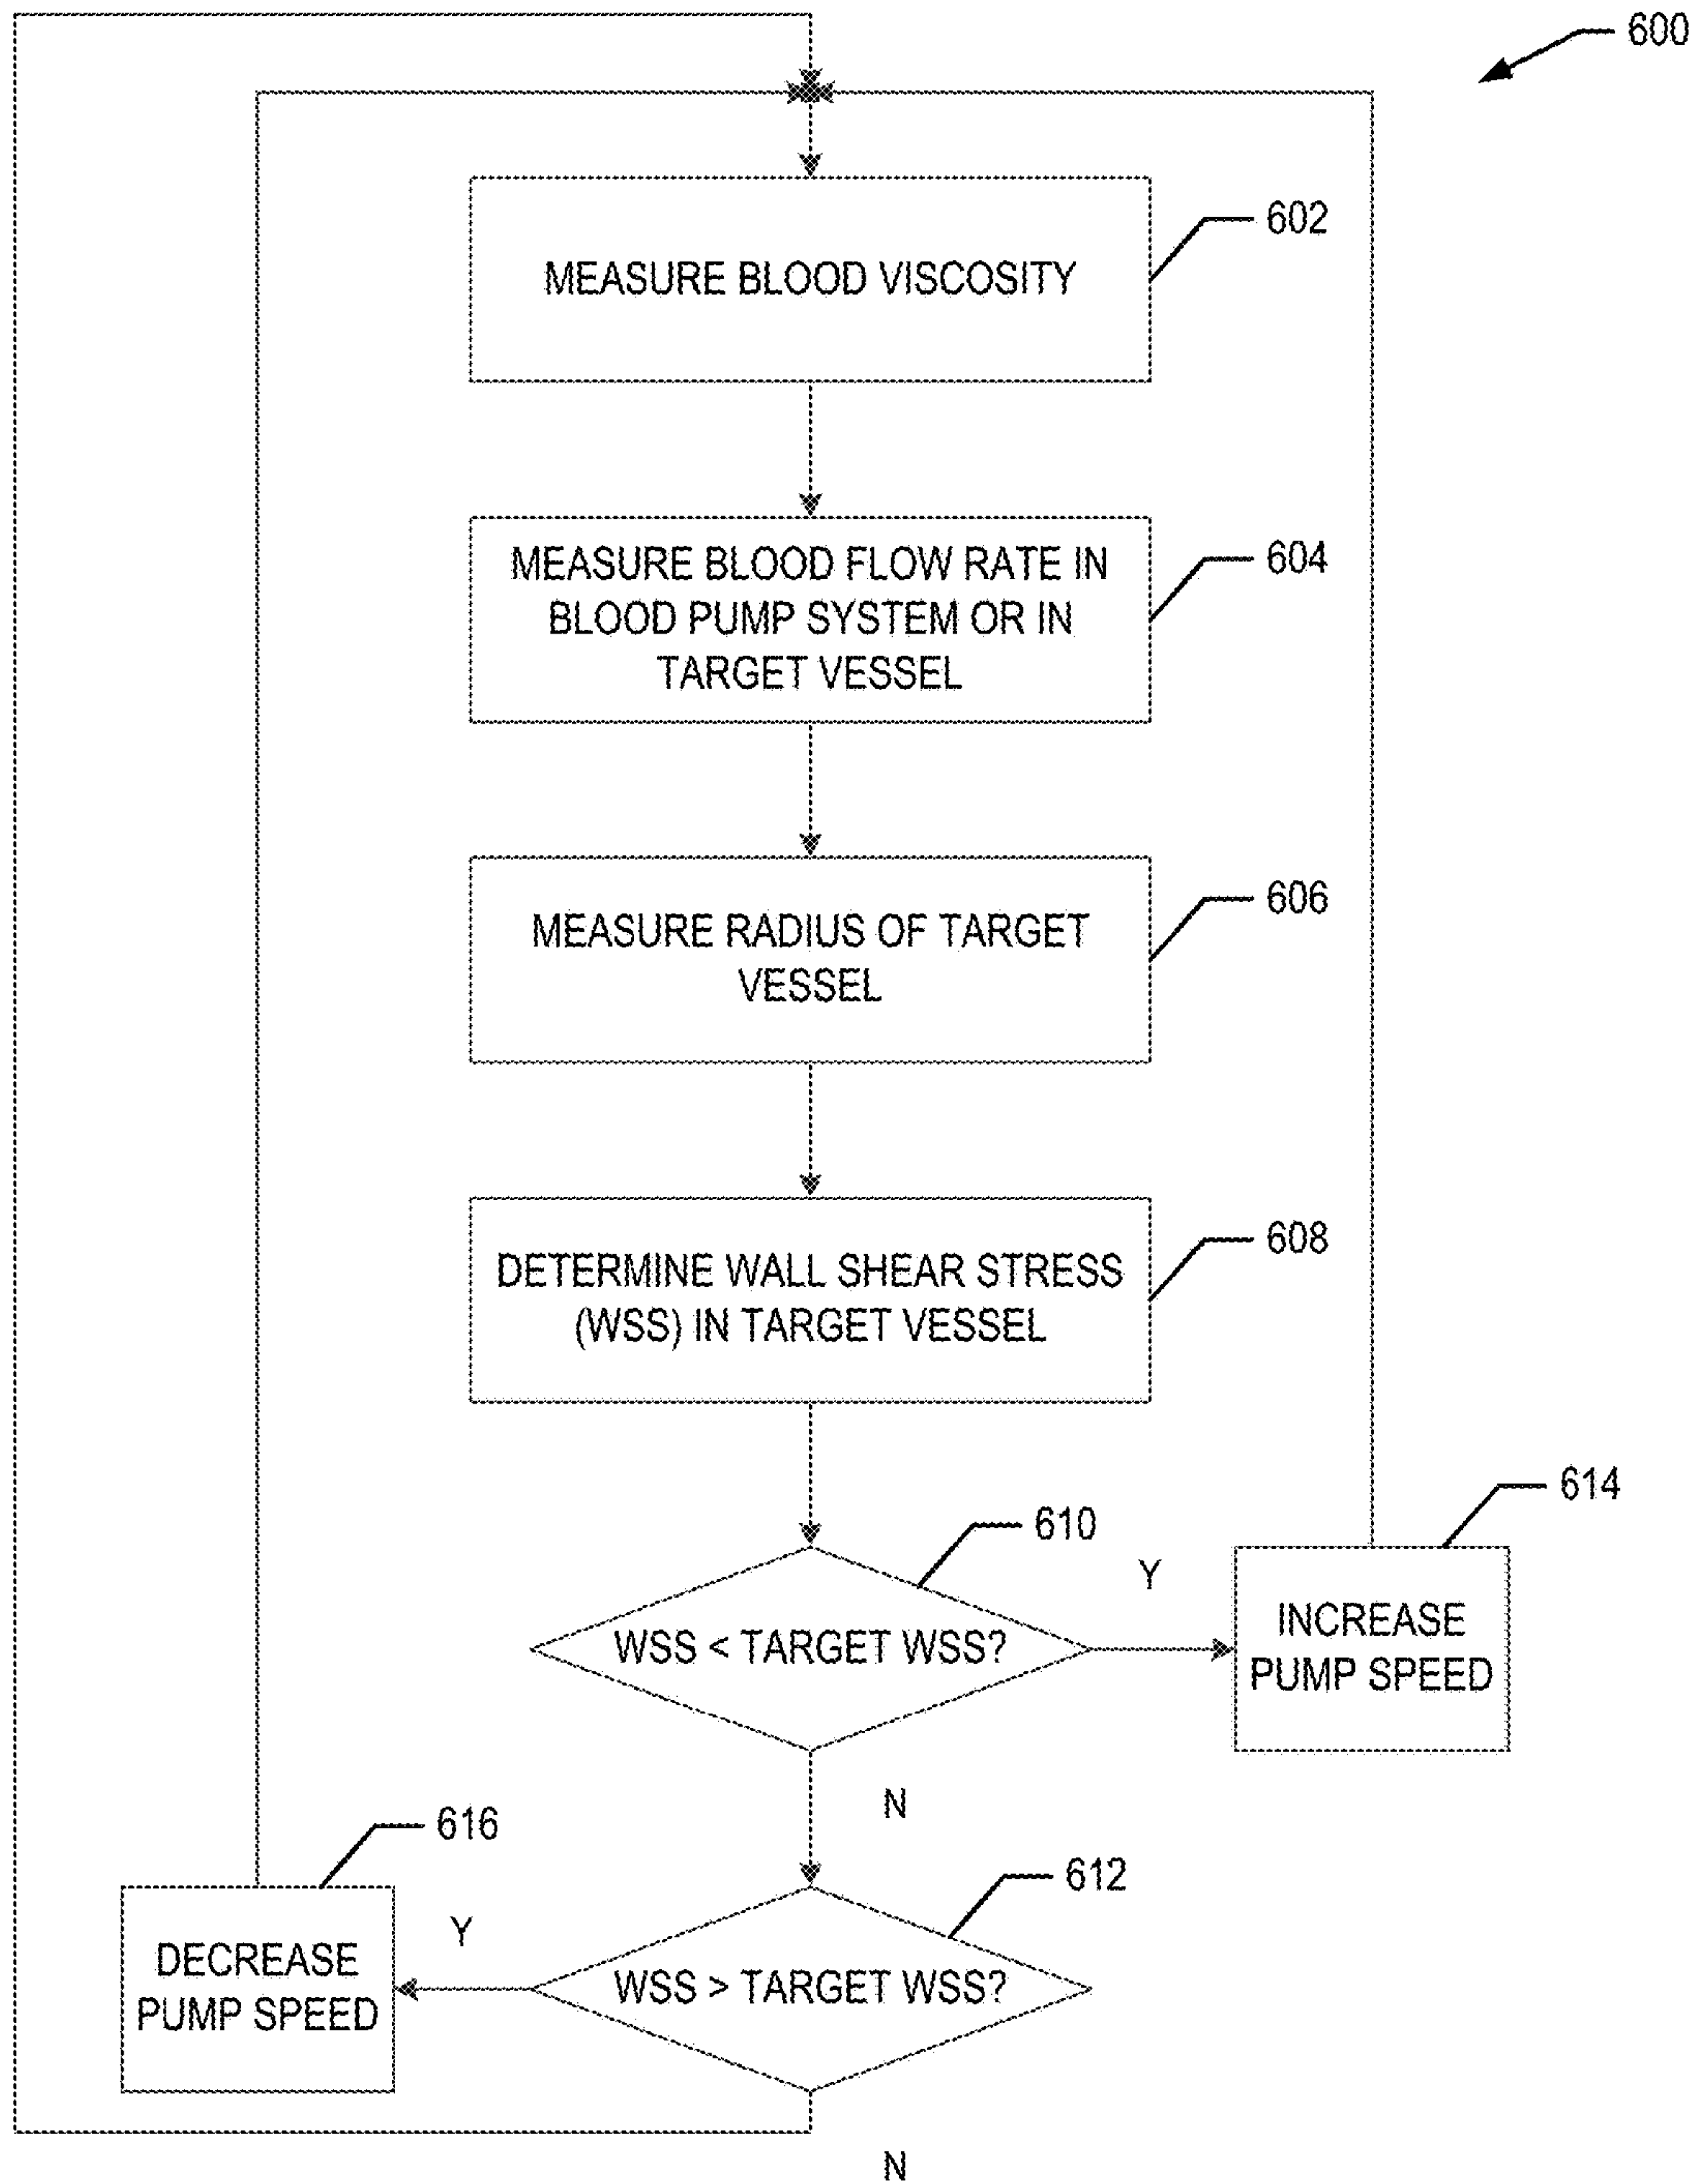 600
602
MEASURE BLOOD VISCOSITY
604
MEASURE BLOOD FLOW RATE IN
BLOOD PUMP SYSTEM OR IN
TARGET VESSEL
606
MEASURE RADIUS OF TARGET
VESSEL
608
DETERMINE WALL SHEAR STRESS
(WSS) IN TARGET VESSEL
610
WSS < TARGET WSS?
Y
614
INCREASE
PUMP SPEED
N
612
WSS > TARGET WSS?
Y
616
DECREASE
PUMP SPEED
N